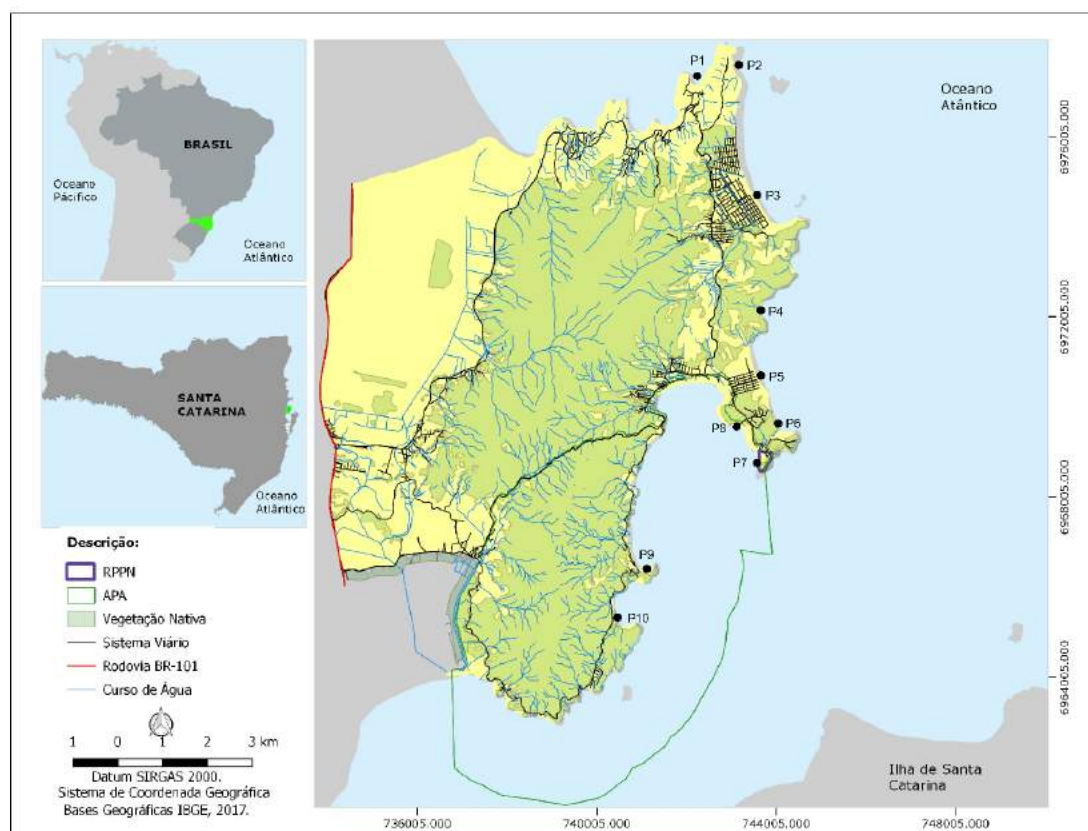 BRASIL
Oceano
Pácifico
Oceano
Atlântico
SANTA
CATARINA
Oceano
Atlântico
Descrição:
RPPN
APA
Vegetação Nativa
Sistema Viário
Rodovia BR-101
Curso de Água
1 0 1 2 3 km
Datum SIRGAS 2000.
Sistema de Coordenada Geográfica
Bases Geográficas IBGE, 2017.
P1
P2
Oceano
Atântico
P3
P4
P5
P6
P8
P7
P9
P10
Ilha de Santa
Catarina
6976005.000
6972005.000
6968005.000
6964005.000
736005.000 740005.000 744005.000 748005.000